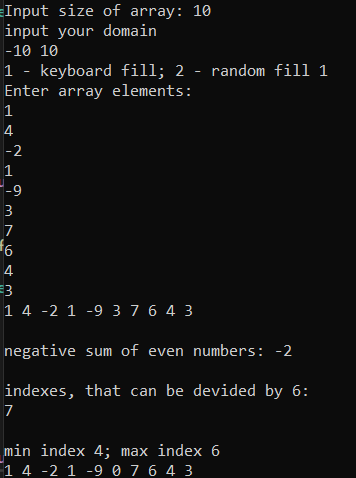 Input size of array: 10
input your domain
-10 10
1 - keyboard fill; 2 - random fill 1
Enter array elements:
1
4
-2
1
-9
3
7
6
4
3
1 4 -2 1 -9 3 7 6 4 3
negative sum of even numbers: -2
indexes, that can be devided by 6:
7
min index 4; max index 6
1 4 -2 1 -9 0 7 6 4 3